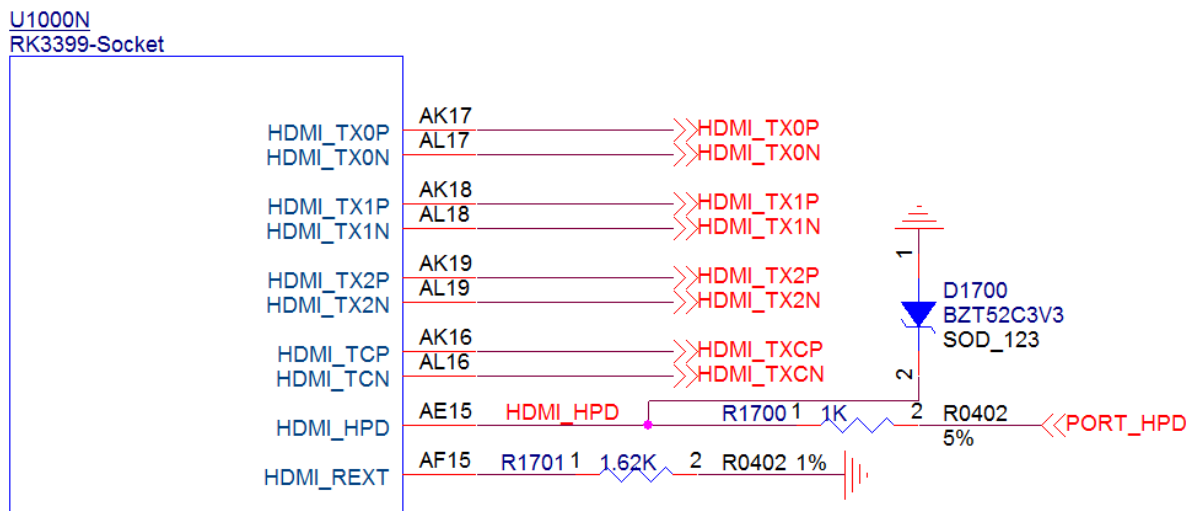 U1000N
RK3399-Socket
HDMI_TX0P AK17 HDMI_TX0P
HDMI_TX0N AL17 HDMI_TX0N
HDMI_TX1P AK18 HDMI_TX1P
HDMI_TX1N AL18 HDMI_TX1N
HDMI_TX2P AK19 HDMI_TX2P
HDMI_TX2N AL19 HDMI_TX2N
HDMI_TCP AK16 HDMI_TXCP
HDMI_TCN AL16 HDMI_TXCN
1
D1700
BZT52C3V3
SOD_123
2
HDMI_HPD AE15 HDMI_HPD R1700 1 1K 2 R0402 PORT_HPD
5%
HDMI_REXT AF15 R1701 1 1.62K 2 R0402 1%